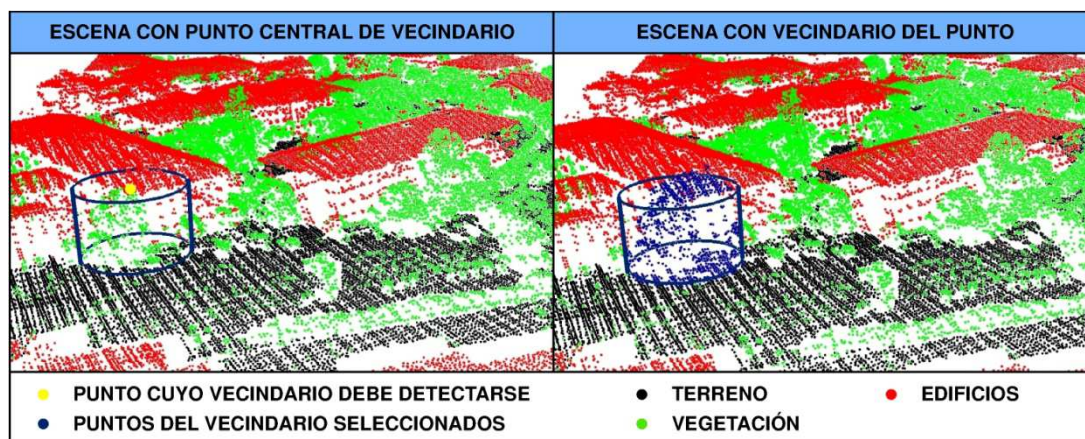 ESCENA CON PUNTO CENTRAL DE VECINDARIO
ESCENA CON VECINDARIO DEL PUNTO
PUNTO CUYO VECINDARIO DEBE DETECTARSE
PUNTOS DEL VECINDARIO SELECCIONADOS
TERRENO
EDIFICIOS
VEGETACIÓN